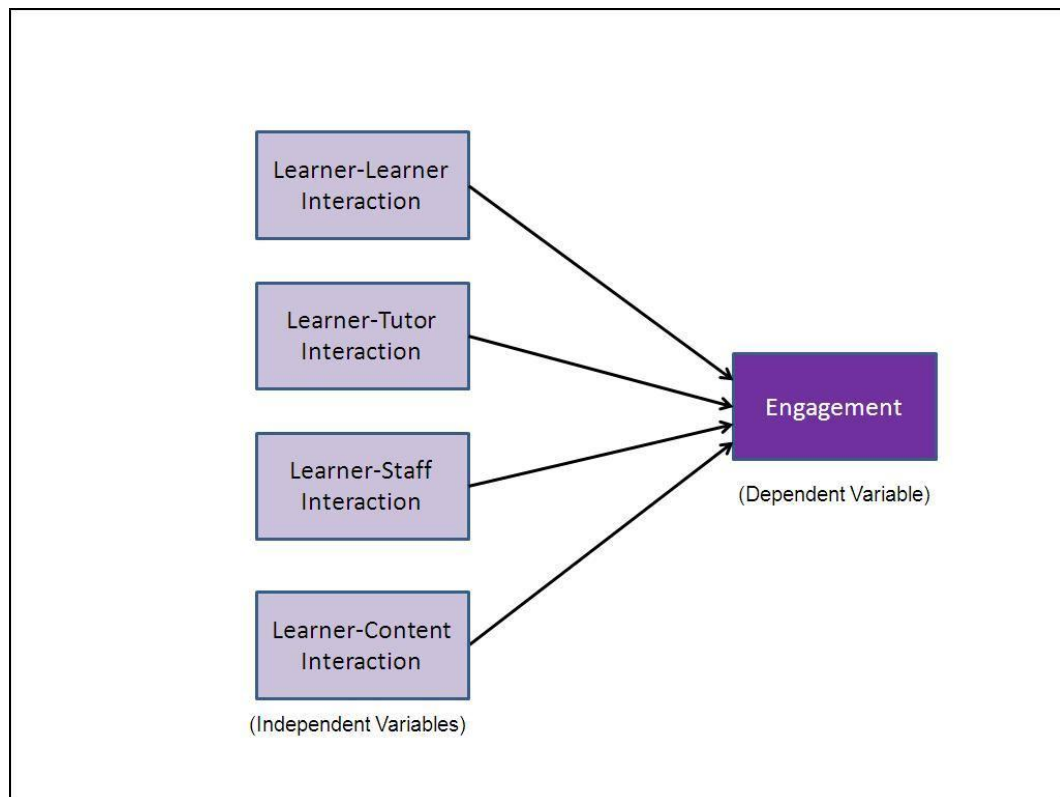 Learner-Learner
Interaction
Learner-Tutor
Interaction
Learner-Staff
Interaction
Learner-Content
Interaction
(Independent Variables)
Engagement
(Dependent Variable)